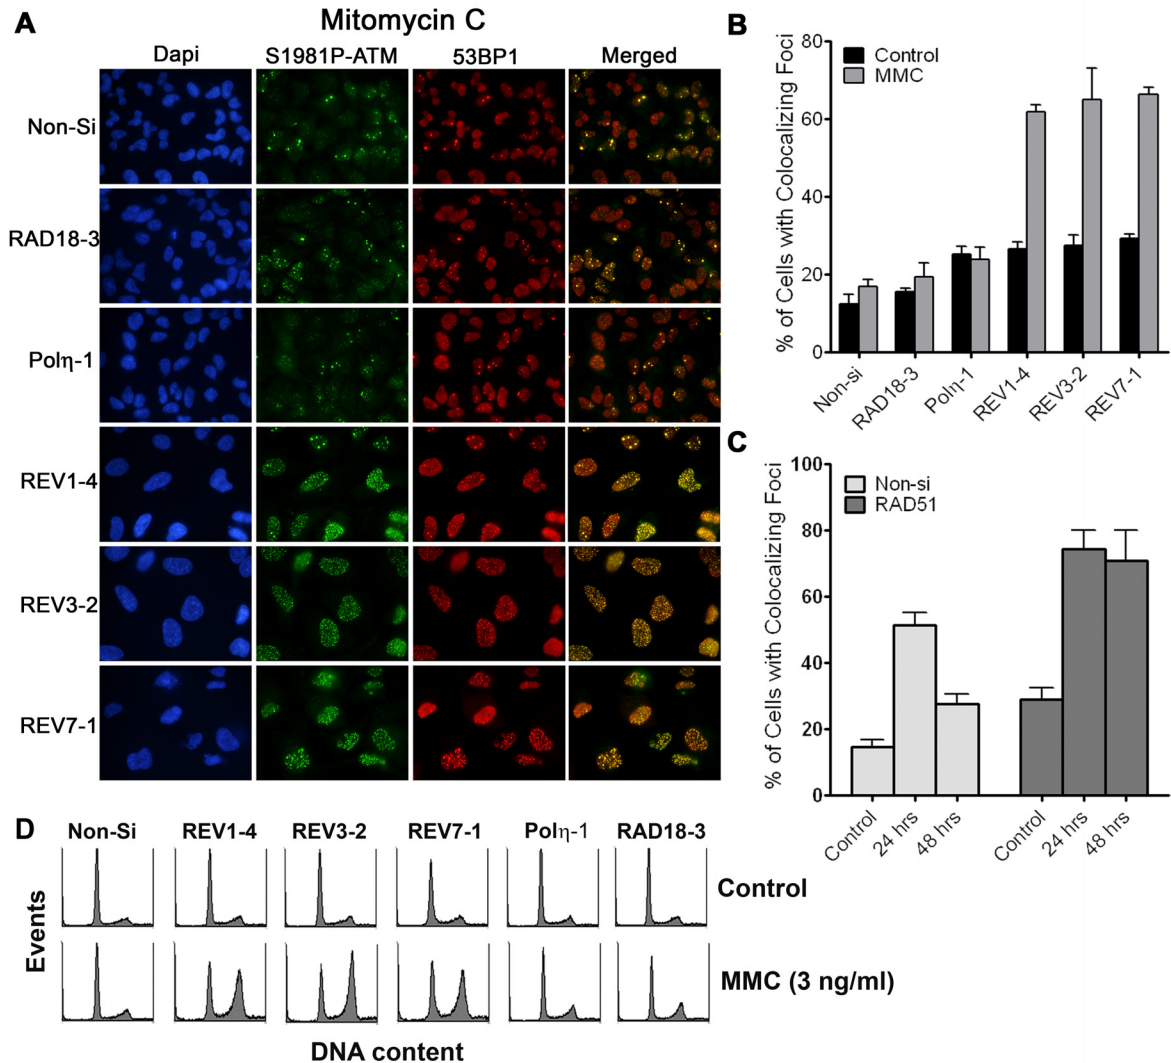 A
Mitomycin C
Dapi S1981P-ATM 53BP1 Merged
Non-Si
RAD18-3
Polη-1
REV1-4
REV3-2
REV7-1
B
% of Cells with Colocalizing Foci
80
60
40
20
0
Control
MMC
Non-si
RAD18-3
Polη-1
REV1-4
REV3-2
REV7-1
C
% of Cells with Colocalizing Foci
100
80
60
40
20
0
Non-si
RAD51
Control
24 hrs
48 hrs
Control
24 hrs
48 hrs
D
Non-Si REV1-4 REV3-2 REV7-1 Polη-1 RAD18-3
Events
Control
MMC (3 ng/ml)
DNA content